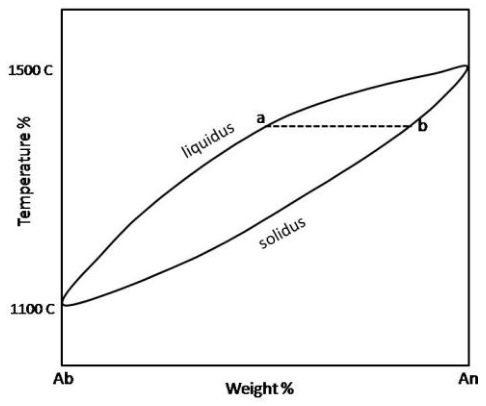 1500 C
a
b
liquidus
Temperature %
solidus
1100 C
Ab
Weight %
An